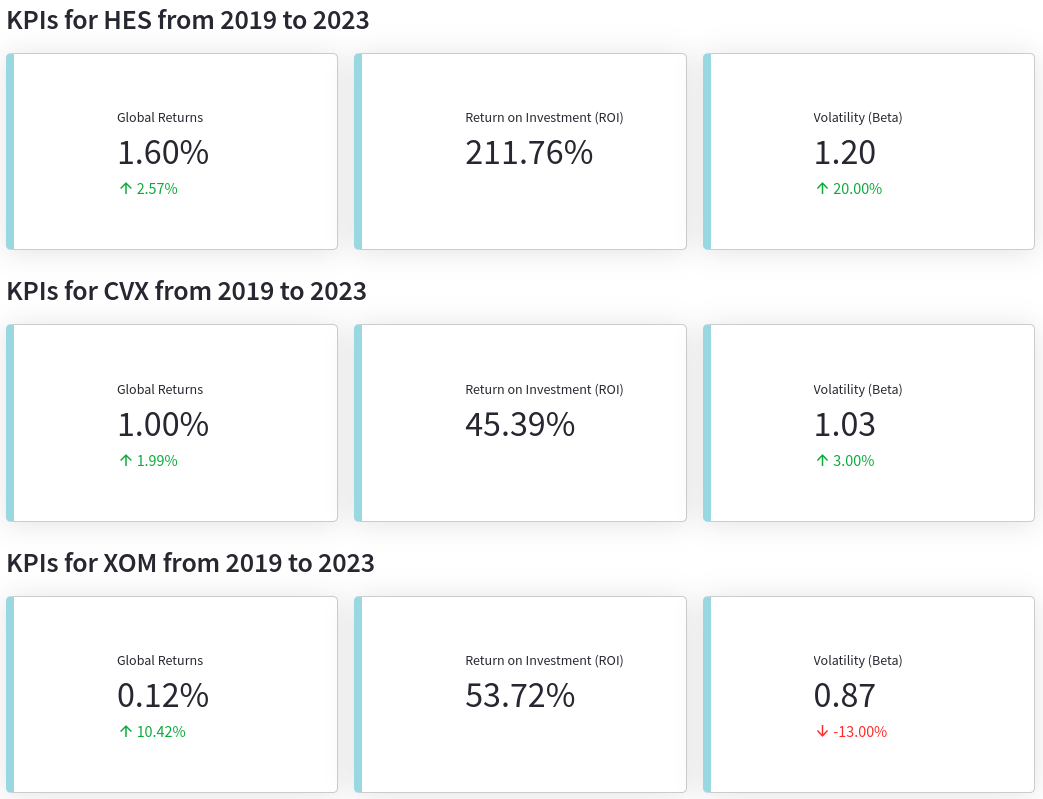 KPIs for HES from 2019 to 2023
Global Returns
1.60%
↑ 2.57%
Return on Investment (ROI)
211.76%
Volatility (Beta)
1.20
↑ 20.00%
KPIs for CVX from 2019 to 2023
Global Returns
1.00%
↑ 1.99%
Return on Investment (ROI)
45.39%
Volatility (Beta)
1.03
↑ 3.00%
KPIs for XOM from 2019 to 2023
Global Returns
0.12%
↑ 10.42%
Return on Investment (ROI)
53.72%
Volatility (Beta)
0.87
↓ -13.00%